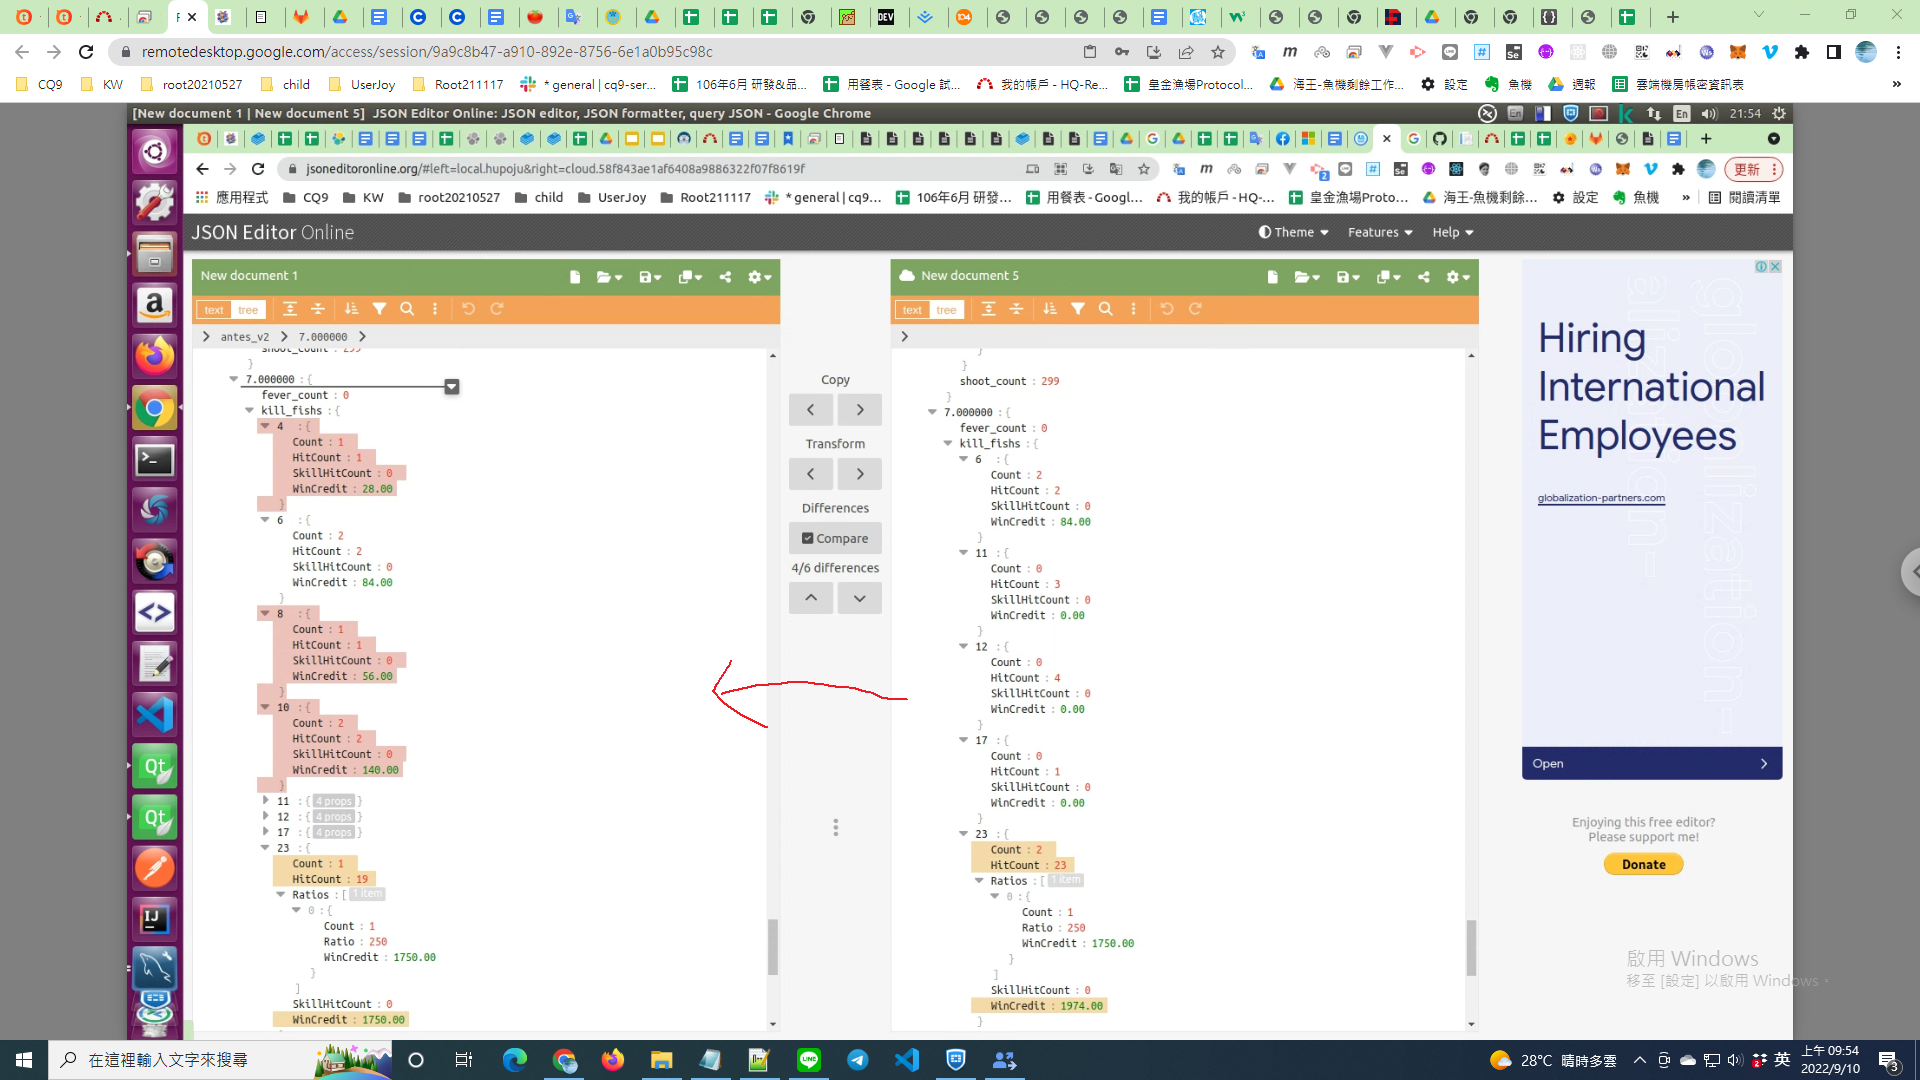 remotedesktop.google.com/access/session/9a9c8b47-a910-892e-8756-6e1a0b95c98c
CQ9 KW root20210527 child UserJoy Root211117 * general | cq9-ser... 106年6月 研發&品... 用餐表 - Google 試... 我的帳戶 - HQ-Re... 皇金漁場Protocol... 海王-魚機剩餘工作... 設定 魚機 週報 雲端機房帳密資訊表 »
[New document 1 | New document 5] JSON Editor Online: JSON editor, JSON formatter, query JSON - Google Chrome
En 21:54
jsoneditoronline.org/#left=local.hupoju&right=cloud.58f843ae1af6408a9886322f07f8619f
更新
應用程式 CQ9 KW root20210527 child UserJoy Root211117 * general | cq9... 106年6月 研發... 用餐表 - Googl... 我的帳戶 - HQ-... 皇金漁場Proto... 海王-魚機剩餘... 設定 魚機 » 閱讀清單
JSON Editor Online
Theme Features Help
New document 1
text tree
antes_v2 > 7.000000 >
shoot_count : 299
}
7.000000 : {
fever_count : 0
kill_fishs : {
4 : {
Count : 1
HitCount : 1
SkillHitCount : 0
WinCredit : 28.00
}
6 : {
Count : 2
HitCount : 2
SkillHitCount : 0
WinCredit : 84.00
}
8 : {
Count : 1
HitCount : 1
SkillHitCount : 0
WinCredit : 56.00
}
10 : {
Count : 2
HitCount : 2
SkillHitCount : 0
WinCredit : 140.00
}
11 : { 4 props }
12 : { 4 props }
17 : { 4 props }
23 : {
Count : 1
HitCount : 19
Ratios : [ 1 item
0 : {
Count : 1
Ratio : 250
WinCredit : 1750.00
}
]
SkillHitCount : 0
WinCredit : 1750.00
Copy
Transform
Differences
Compare
4/6 differences
New document 5
text tree
}
}
shoot_count : 299
}
7.000000 : {
fever_count : 0
kill_fishs : {
6 : {
Count : 2
HitCount : 2
SkillHitCount : 0
WinCredit : 84.00
}
11 : {
Count : 0
HitCount : 3
SkillHitCount : 0
WinCredit : 0.00
}
12 : {
Count : 0
HitCount : 4
SkillHitCount : 0
WinCredit : 0.00
}
17 : {
Count : 0
HitCount : 1
SkillHitCount : 0
WinCredit : 0.00
}
23 : {
Count : 2
HitCount : 23
Ratios : [ 1 item
0 : {
Count : 1
Ratio : 250
WinCredit : 1750.00
}
]
SkillHitCount : 0
WinCredit : 1974.00
}
Hiring
International
Employees
globalization-partners.com
Open
Enjoying this free editor?
Please support me!
Donate
啟用 Windows
移至 [設定] 以啟用 Windows。
在這裡輸入文字來搜尋
28°C 晴時多雲
英
上午 09:54
2022/9/10
3